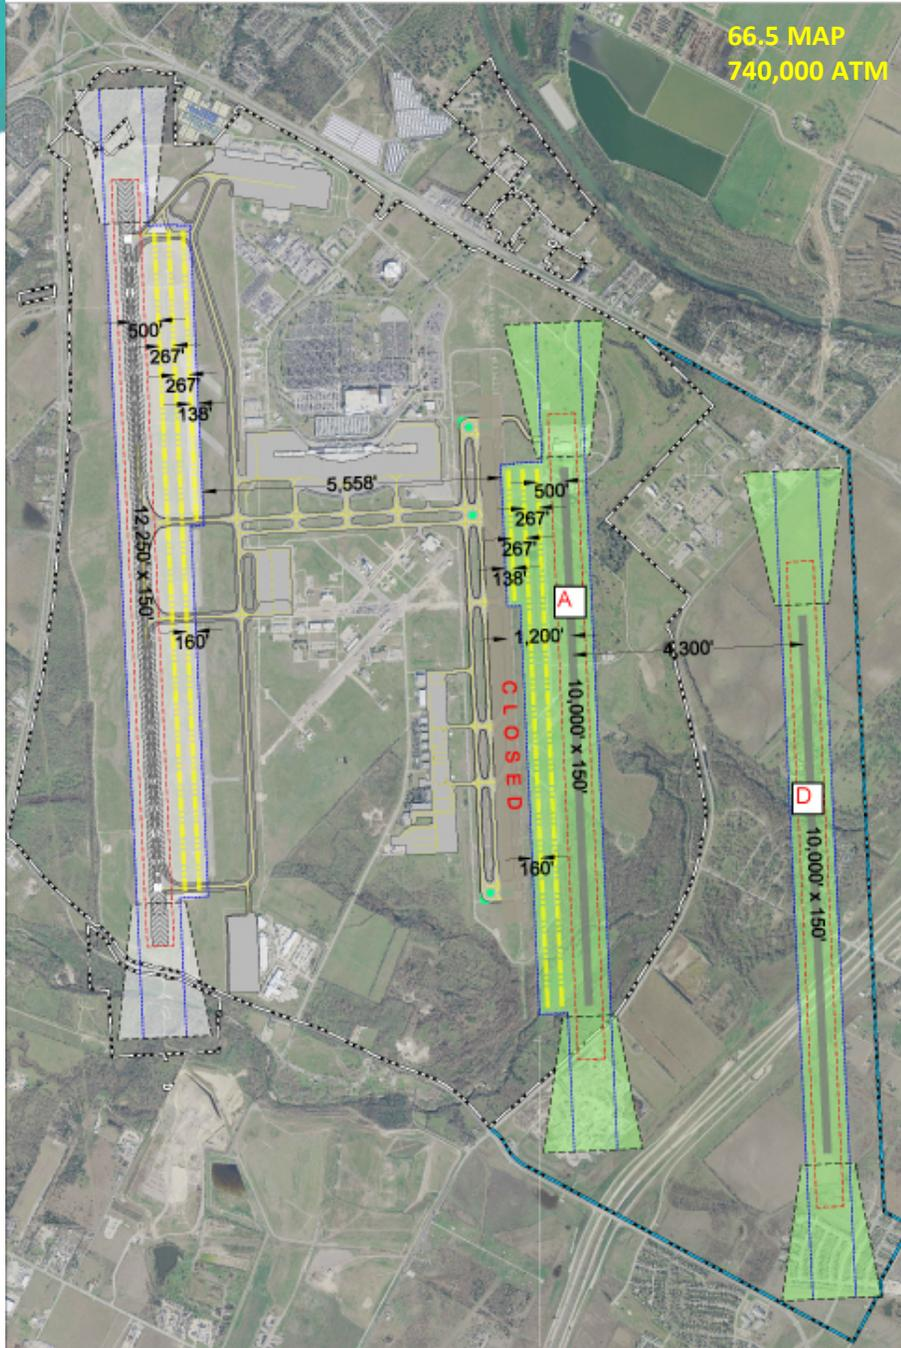 66.5 MAP
740,000 ATM
500'
267'
267'
138'
5,558'
12,250' x 150'
160'
500'
267'
267'
138'
A
1,200'
4,300'
CLOSED
10,000' x 150'
160'
D
10,000' x 150'